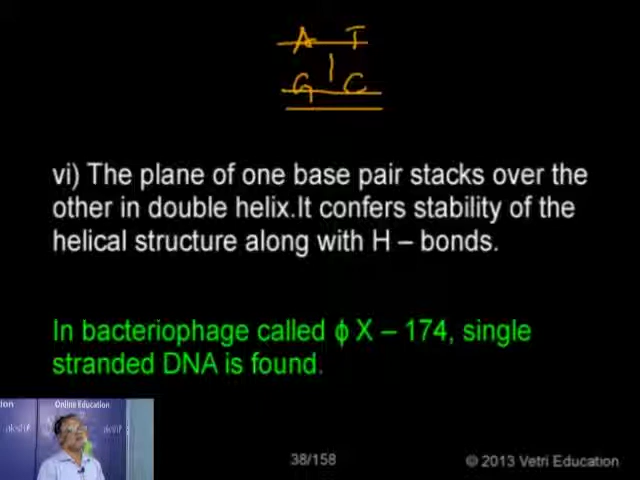 A T
G C
vi) The plane of one base pair stacks over the
other in double helix.It confers stability of the
helical structure along with H – bonds.
In bacteriophage called ϕ X – 174, single
stranded DNA is found.
Online Education
38/158
© 2013 Vetri Education